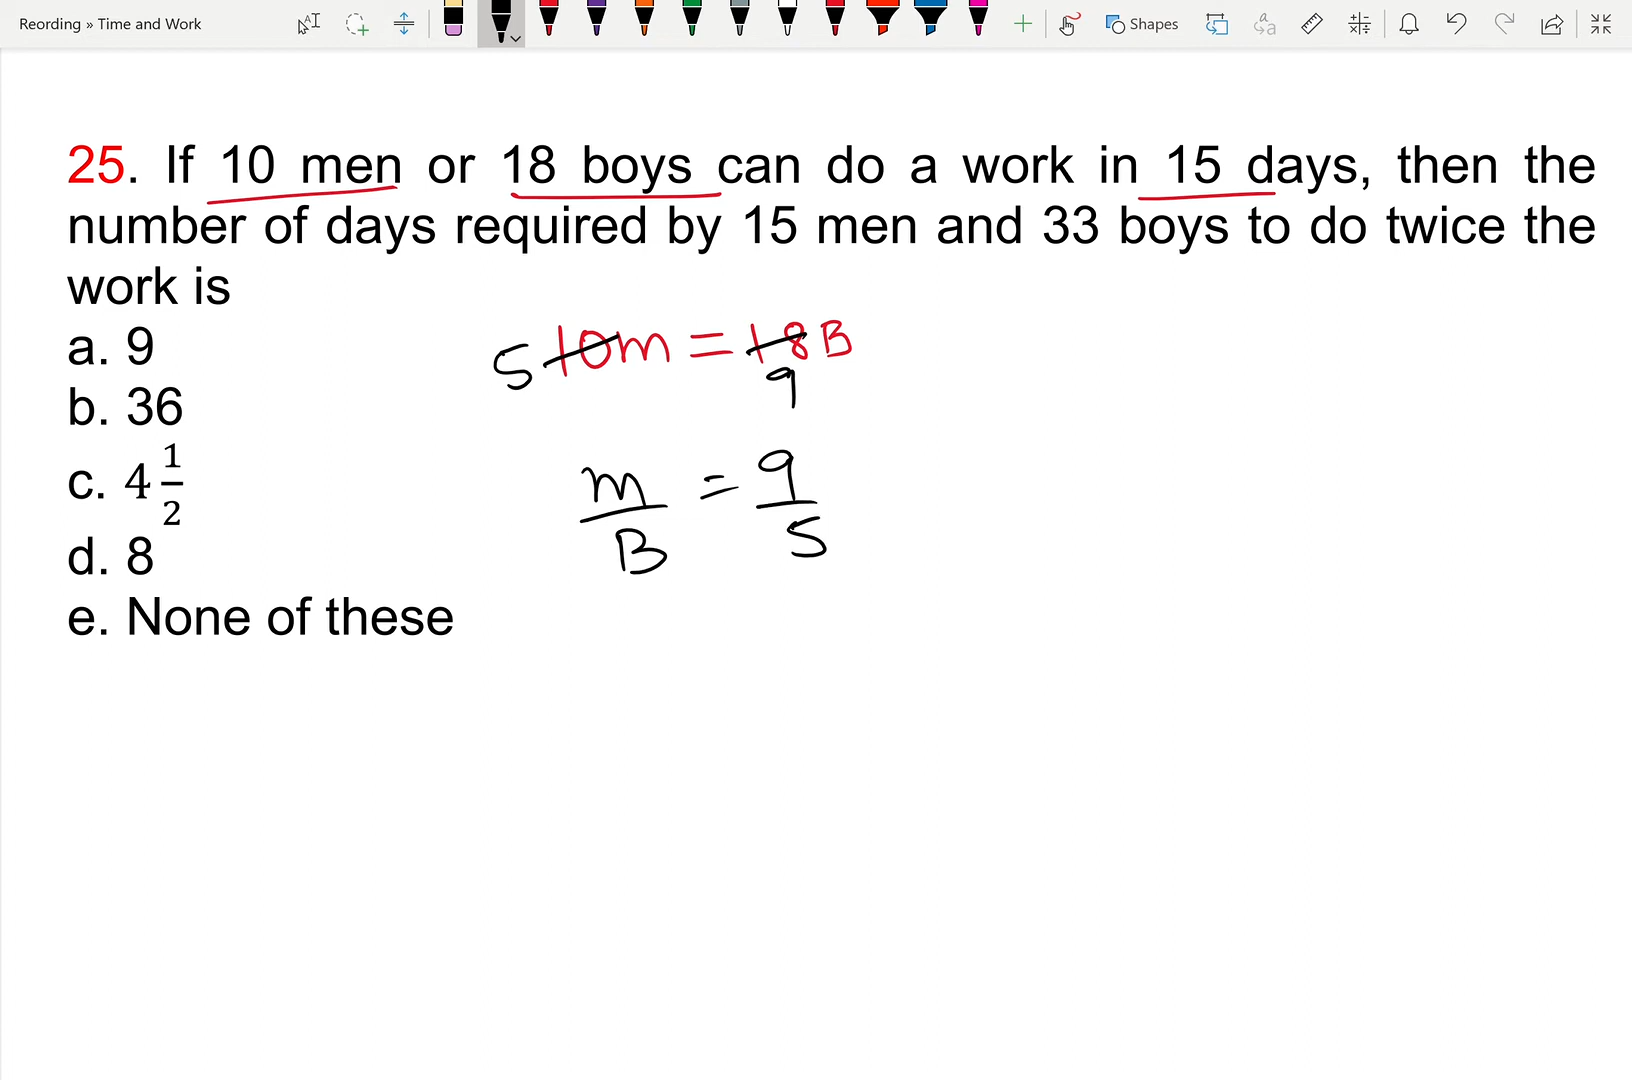 Reording » Time and Work
Shapes
25. If 10 men or 18 boys can do a work in 15 days, then the
number of days required by 15 men and 33 boys to do twice the
work is
a. 9
b. 36
c. 4 1/2
d. 8
e. None of these
5 10m = 18B
9
m/B = 9/5